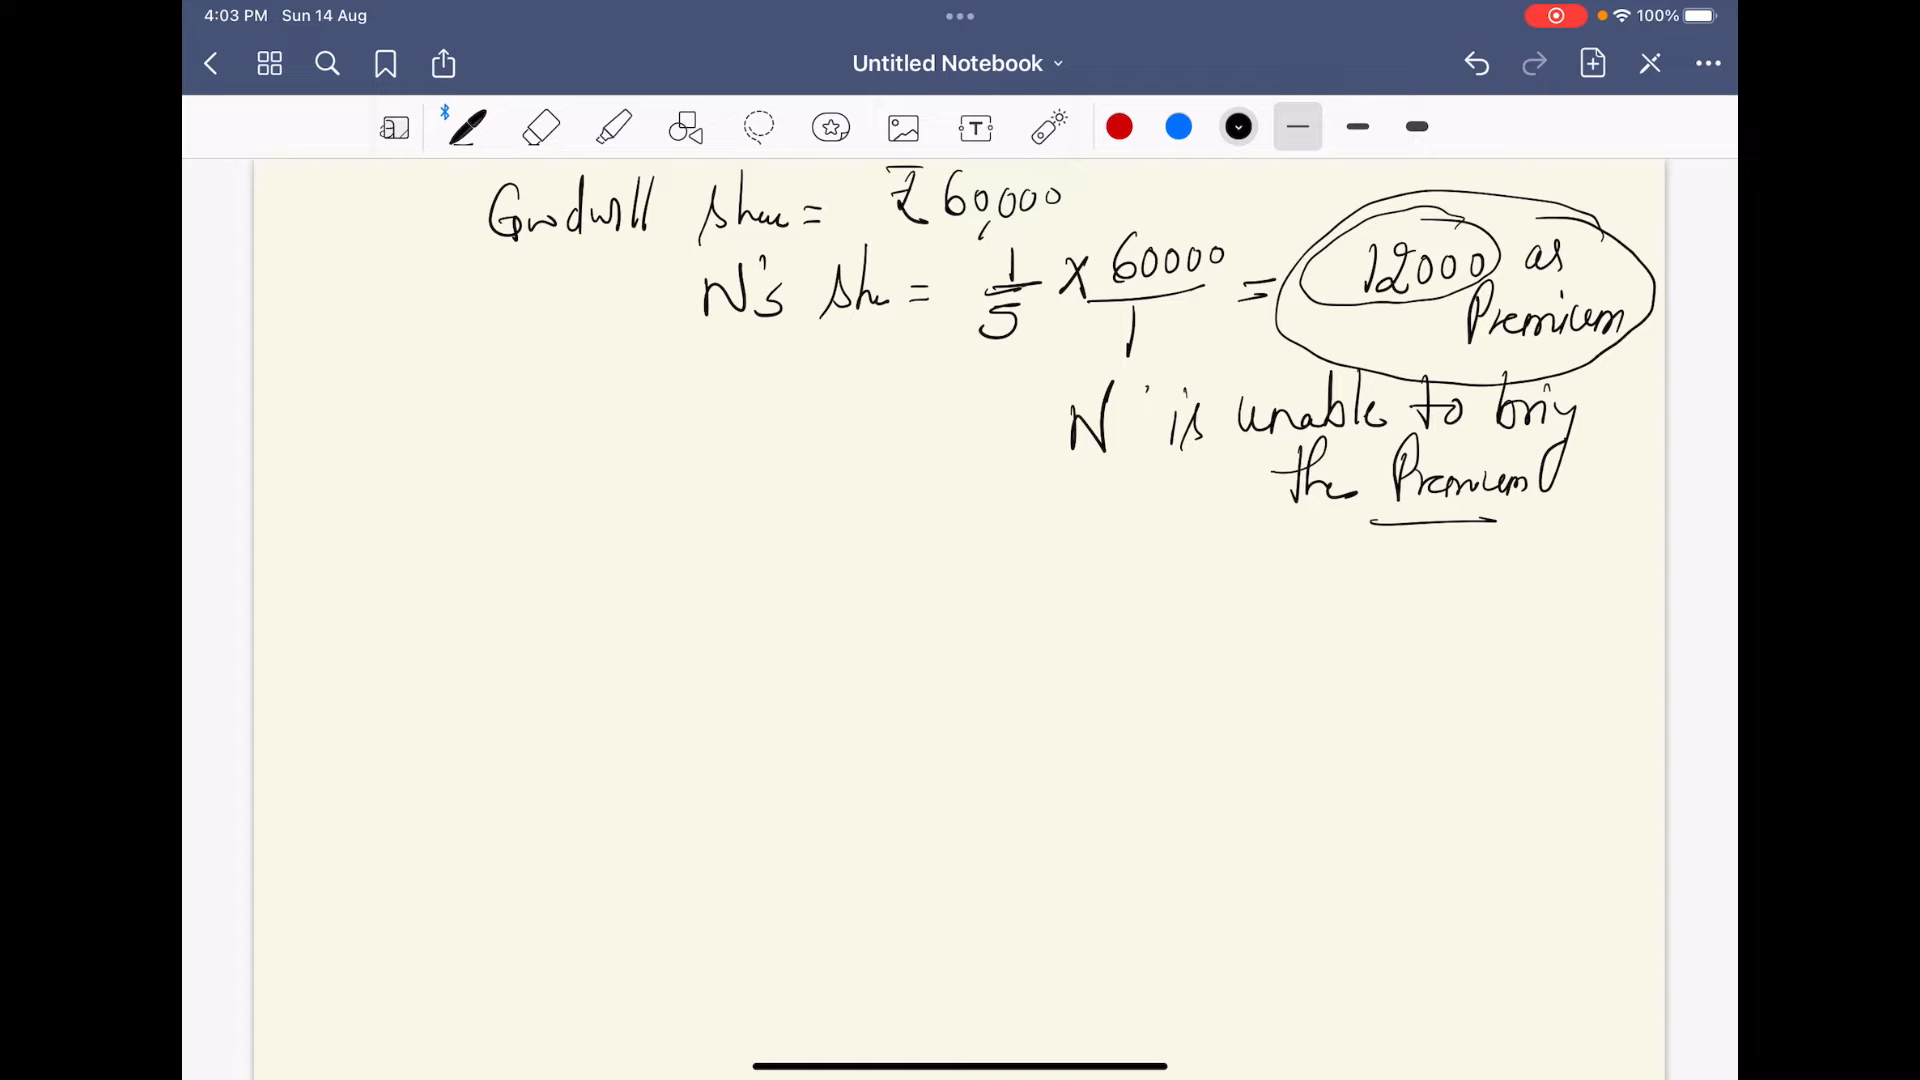 4:03 PM Sun 14 Aug
100%
Untitled Notebook
T
Goodwill share = ₹ 60,000
N's sha = 1/5 x 60000/1 = 12000 as
Premium
N is unable to bring
the Premium